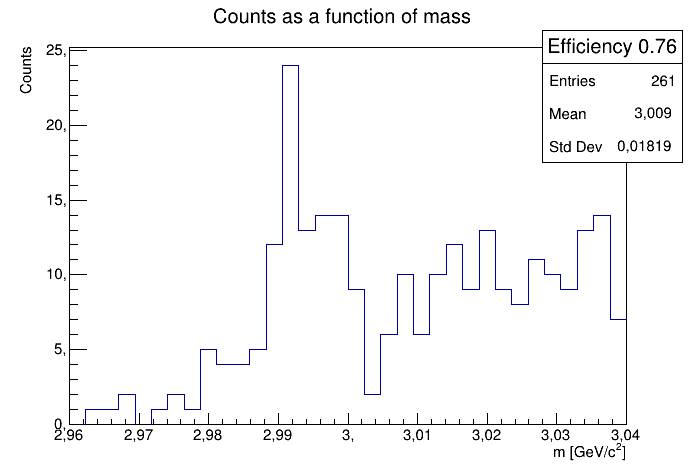 Counts as a function of mass
Efficiency 0.76
Entries 261
Mean 3,009
Std Dev 0,01819
Counts
25,
20,
15,
10,
5,
0,
2,96 2,97 2,98 2,99 3, 3,01 3,02 3,03 3,04
m [GeV/c²]